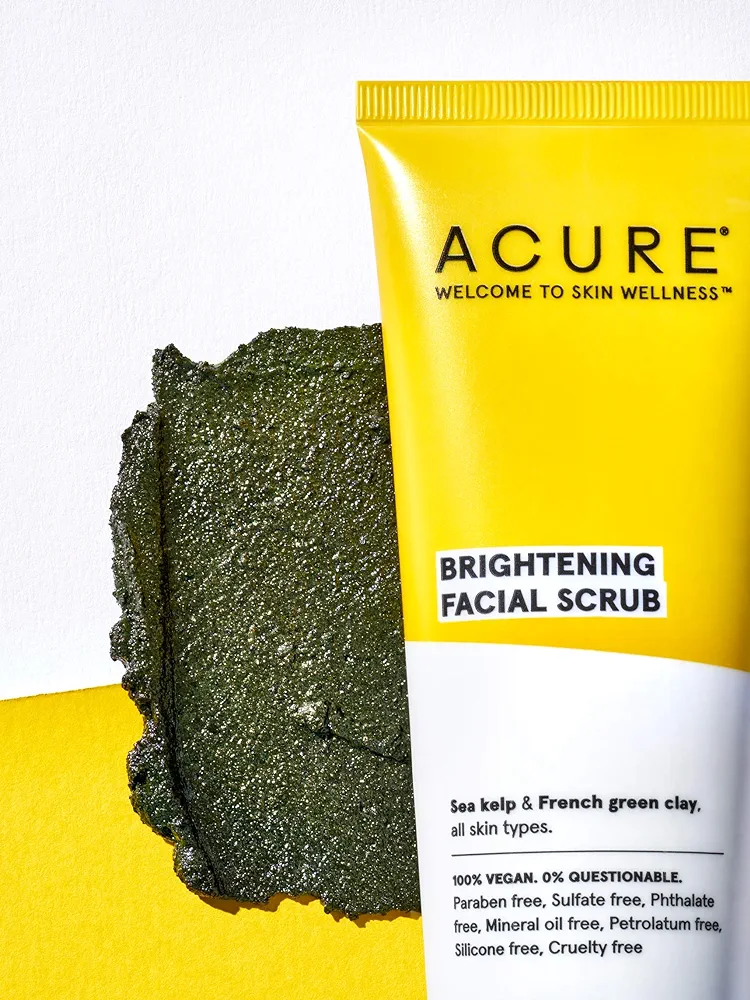 ACURE®
WELCOME TO SKIN WELLNESS™
BRIGHTENING
FACIAL SCRUB
Sea kelp & French green clay,
all skin types.
100% VEGAN. 0% QUESTIONABLE.
Paraben free, Sulfate free, Phthalate
free, Mineral oil free, Petrolatum free,
Silicone free, Cruelty free